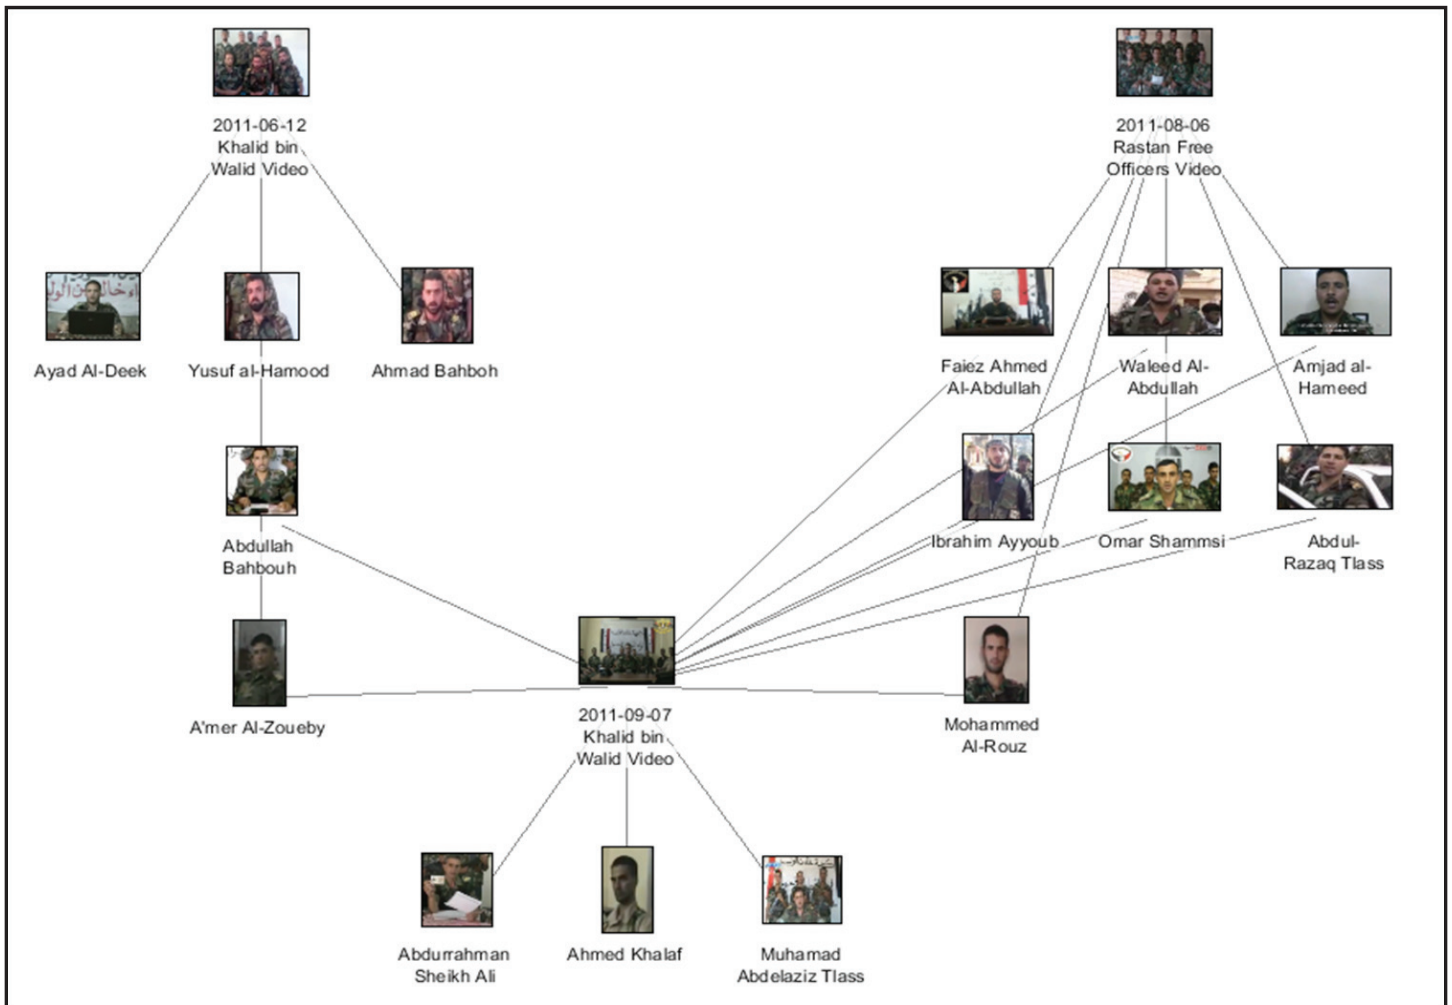 2011-06-12
Khalid bin
Walid Video
2011-08-06
Rastan Free
Officers Video
Ayad Al-Deek
Yusuf al-Hamood
Ahmad Bahboh
Faiez Ahmed
Al-Abdullah
Waleed Al-
Abdullah
Amjad al-
Hameed
Abdullah
Bahbouh
Ibrahim Ayyoub
Omar Shammsi
Abdul-
Razaq Tlass
A'mer Al-Zoueby
2011-09-07
Khalid bin
Walid Video
Mohammed
Al-Rouz
Abdurrahman
Sheikh Ali
Ahmed Khalaf
Muhamad
Abdelaziz Tlass